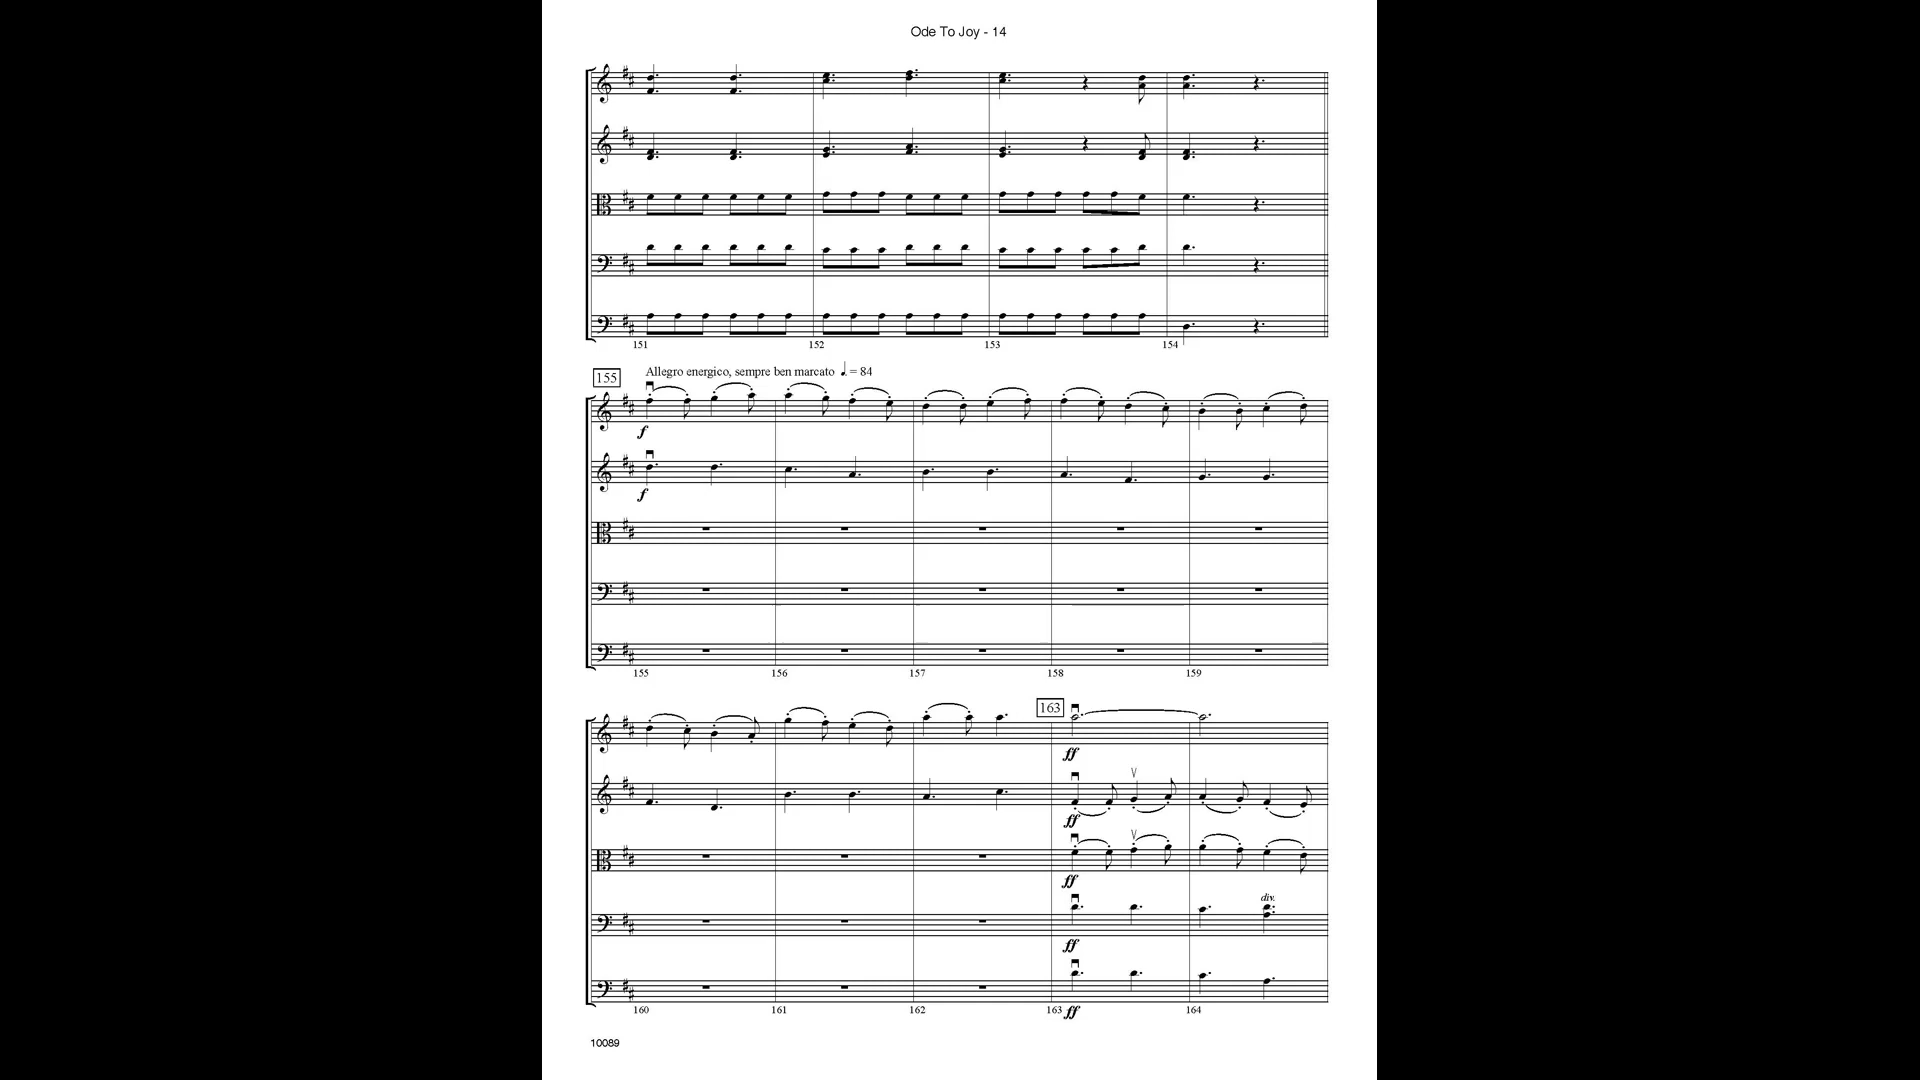 Ode To Joy - 14
151 152 153 154
155 Allegro energico, sempre ben marcato ♩. = 84
f
f
155 156 157 158 159
163
ff
ff
ff
div.
ff
160 161 162 163 ff 164
10089